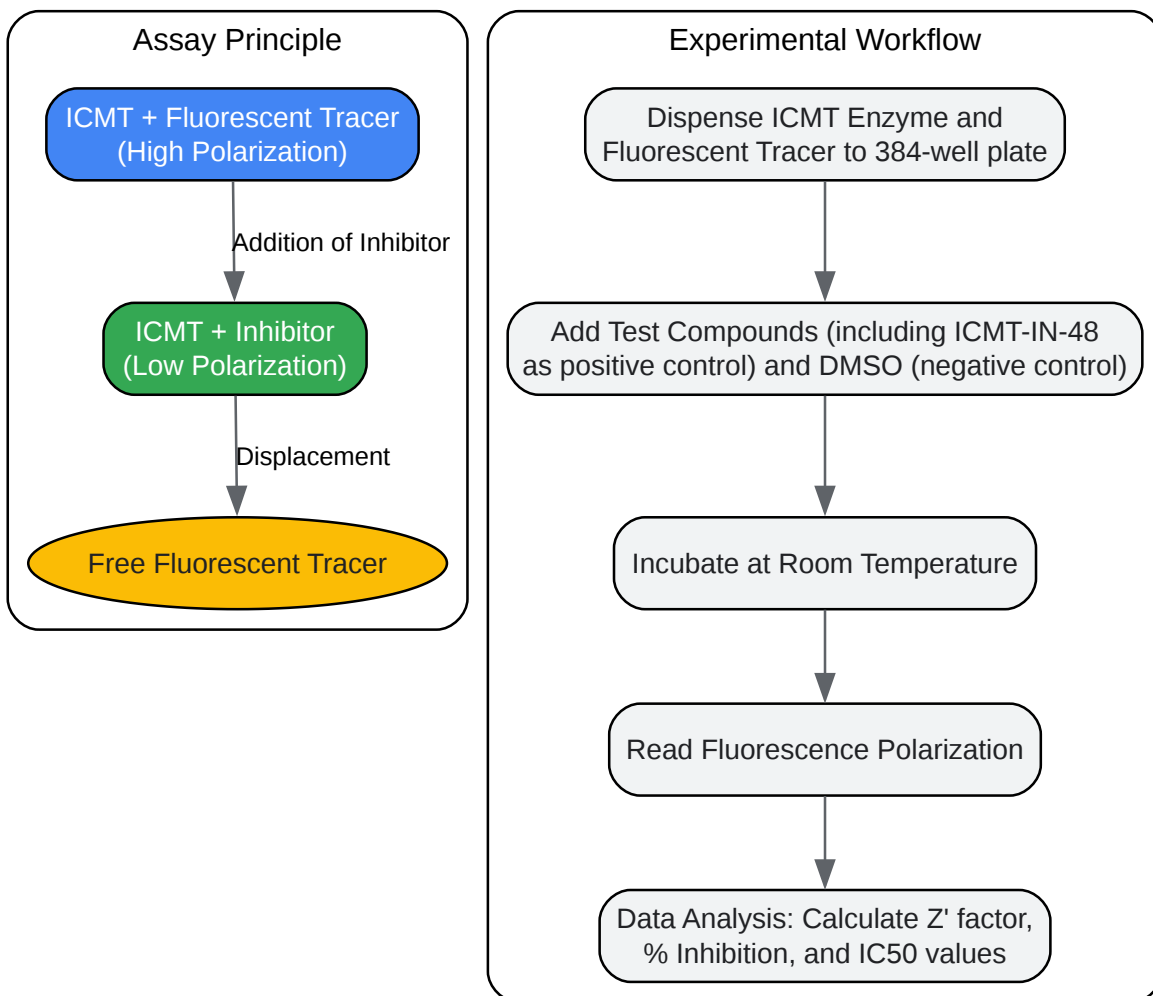 Assay Principle
ICMT + Fluorescent Tracer
(High Polarization)
Addition of Inhibitor
ICMT + Inhibitor
(Low Polarization)
Displacement
Free Fluorescent Tracer
Experimental Workflow
Dispense ICMT Enzyme and
Fluorescent Tracer to 384-well plate
Add Test Compounds (including ICMT-IN-48
as positive control) and DMSO (negative control)
Incubate at Room Temperature
Read Fluorescence Polarization
Data Analysis: Calculate Z' factor,
% Inhibition, and IC50 values